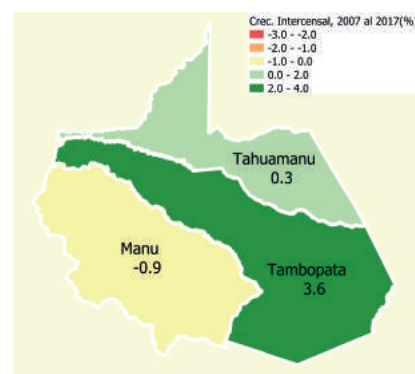 Crec. Intercensal, 2007 al 2017(%)
-3.0 - -2.0
-2.0 - -1.0
-1.0 - 0.0
0.0 - 2.0
2.0 - 4.0
Tahuamanu
0.3
Manu
-0.9
Tambopata
3.6